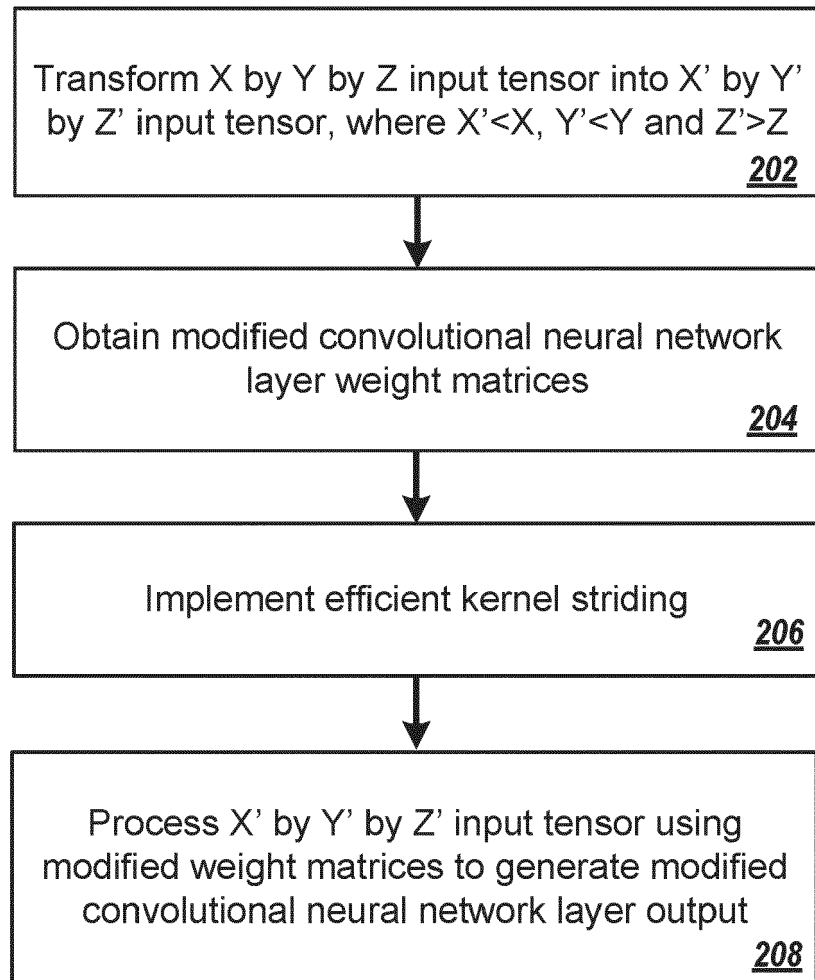 Transform X by Y by Z input tensor into X’ by Y’
by Z’ input tensor, where X’<X, Y’<Y and Z’>Z
202
Obtain modified convolutional neural network
layer weight matrices
204
Implement efficient kernel striding
206
Process X’ by Y’ by Z’ input tensor using
modified weight matrices to generate modified
convolutional neural network layer output
208